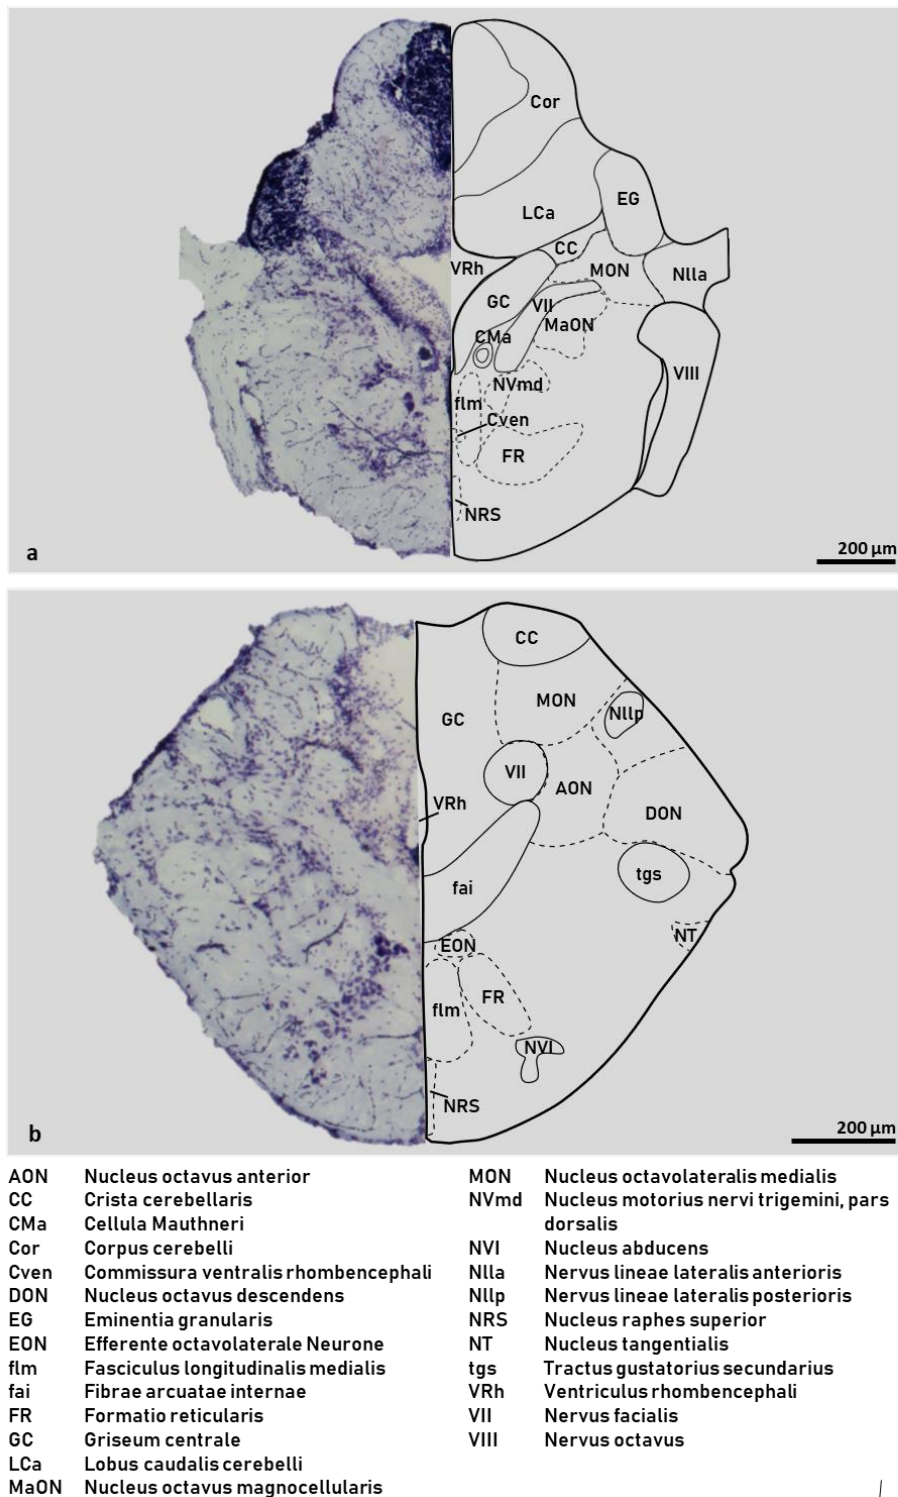 Cor
EG
LCa
CC
VRh
MON
Nlla
GC
VII
MaON
CMa
VIII
NVmd
flm
Cven
FR
NRS
a
200 µm
CC
MON
Nllp
GC
VII
AON
VRh
DON
tgs
fai
NT
EON
FR
flm
NVI
NRS
b
200 µm
AON Nucleus octavus anterior
CC Crista cerebellaris
CMa Cellula Mauthneri
Cor Corpus cerebelli
Cven Commissura ventralis rhombencephali
DON Nucleus octavus descendens
EG Eminentia granularis
EON Efferente octavolaterale Neurone
flm Fasciculus longitudinalis medialis
fai Fibrae arcuatae internae
FR Formatio reticularis
GC Griseum centrale
LCa Lobus caudalis cerebelli
MaON Nucleus octavus magnocellularis
MON Nucleus octavolateralis medialis
NVmd Nucleus motorius nervi trigemini, pars
dorsalis
NVI Nucleus abducens
Nlla Nervus lineae lateralis anterioris
Nllp Nervus lineae lateralis posterioris
NRS Nucleus raphes superior
NT Nucleus tangentialis
tgs Tractus gustatorius secundarius
VRh Ventriculus rhombencephali
VII Nervus facialis
VIII Nervus octavus